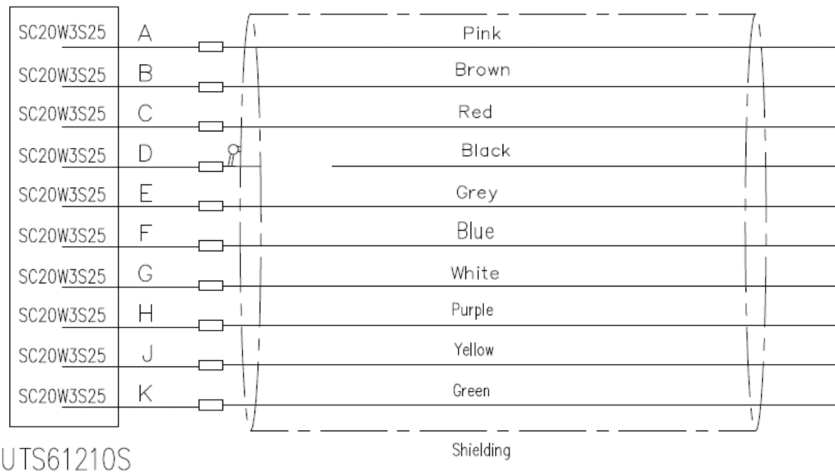 SC20W3S25 A Pink
SC20W3S25 B Brown
SC20W3S25 C Red
SC20W3S25 D Black
SC20W3S25 E Grey
SC20W3S25 F Blue
SC20W3S25 G White
SC20W3S25 H Purple
SC20W3S25 J Yellow
SC20W3S25 K Green
UTS61210S
Shielding